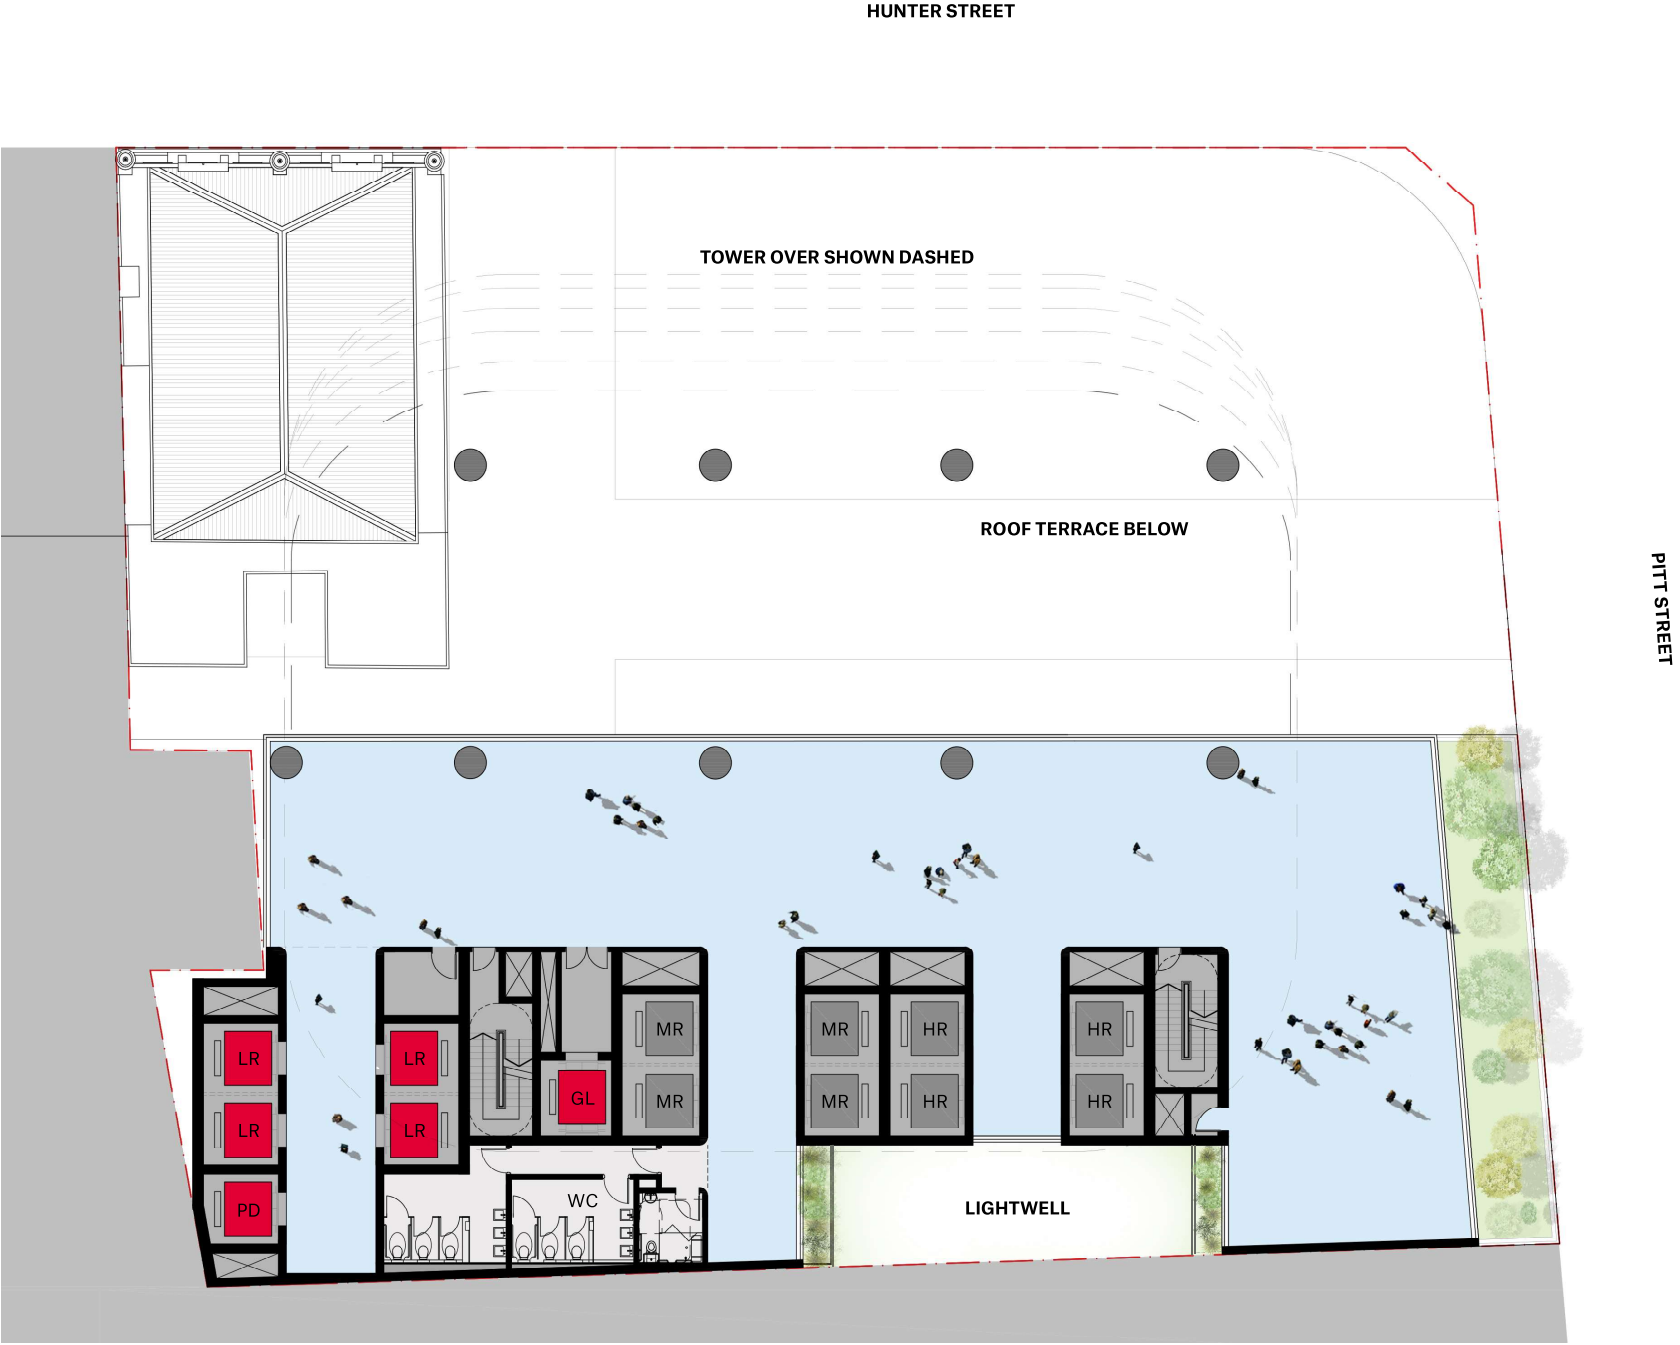 HUNTER STREET
TOWER OVER SHOWN DASHED
ROOF TERRACE BELOW
PITT STREET
LR
LR
MR
MR
HR
HR
GL
LR
LR
MR
MR
HR
HR
PD
WC
LIGHTWELL